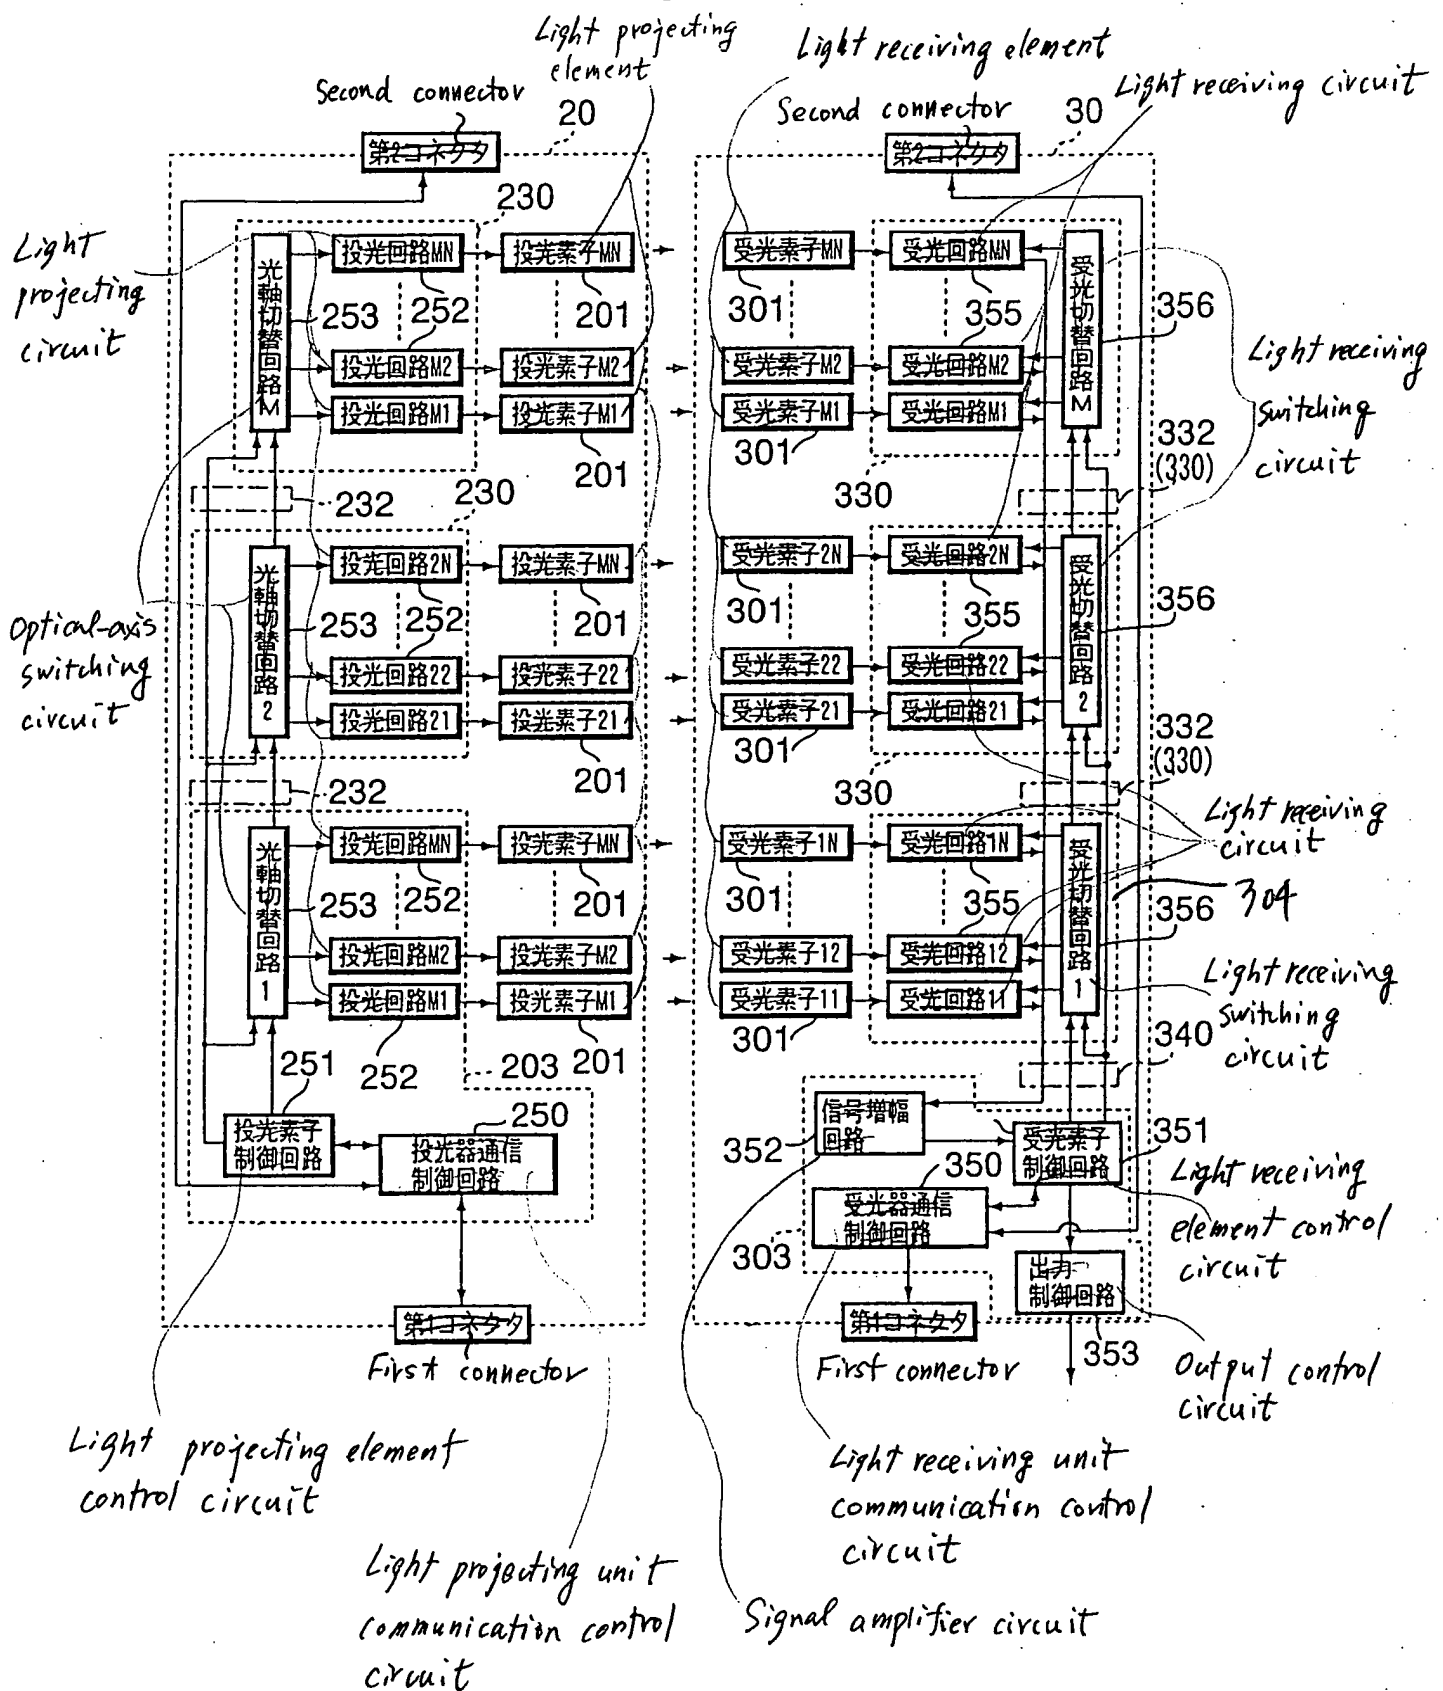 Light projecting
element
Light receiving element
Light receiving circuit
Second connector
20
第2コネクタ
Second connector
30
第2コネクタ
Light
projecting
circuit
230
光軸切替回路M
投光回路MN
投光素子MN
253
252
201
投光回路M2
投光素子M2
投光回路M1
投光素子M1
201
232
230
光軸切替回路2
投光回路2N
投光素子MN
253
252
201
投光回路22
投光素子22
投光回路21
投光素子21
201
Optical-axis
switching
circuit
232
光軸切替回路1
投光回路MN
投光素子MN
253
252
201
投光回路M2
投光素子M2
投光回路M1
投光素子M1
252
203
201
251
投光素子
制御回路
250
投光器通信
制御回路
第1コネクタ
First connector
Light projecting element
control circuit
Light projecting unit
communication control
circuit
受光素子MN
受光回路MN
受光切替回路M
301
355
356
受光素子M2
受光回路M2
受光素子M1
受光回路M1
301
330
332
(330)
Light receiving
switching
circuit
受光素子2N
受光回路2N
受光切替回路2
301
355
356
受光素子22
受光回路22
受光素子21
受光回路21
301
330
332
(330)
Light receiving
circuit
受光素子1N
受光回路1N
受光切替回路1
301
355
356
304
受光素子12
受光回路12
受光素子11
受光回路11
301
Light receiving
switching
circuit
340
信号増幅
回路
352
受光素子
制御回路
351
Light receiving
element control
circuit
350
受光器通信
制御回路
303
出力
制御回路
353
第1コネクタ
First connector
Output control
circuit
Light receiving unit
communication control
circuit
Signal amplifier circuit